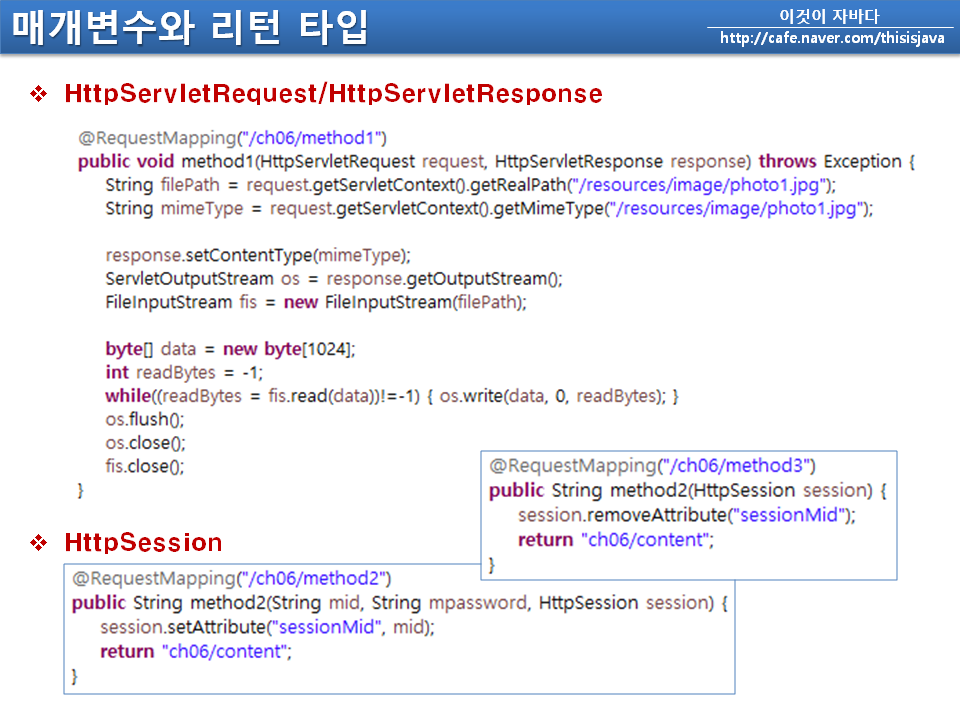 매개변수와 리턴 타입
이것이 자바다
http://cafe.naver.com/thisisjava
❖ HttpServletRequest/HttpServletResponse
@RequestMapping("/ch06/method1")
public void method1(HttpServletRequest request, HttpServletResponse response) throws Exception {
String filePath = request.getServletContext().getRealPath("/resources/image/photo1.jpg");
String mimeType = request.getServletContext().getMimeType("/resources/image/photo1.jpg");
response.setContentType(mimeType);
ServletOutputStream os = response.getOutputStream();
FileInputStream fis = new FileInputStream(filePath);
byte[] data = new byte[1024];
int readBytes = -1;
while((readBytes = fis.read(data))!=-1) { os.write(data, 0, readBytes); }
os.flush();
os.close();
fis.close();
}
@RequestMapping("/ch06/method3")
public String method2(HttpSession session) {
session.removeAttribute("sessionMid");
return "ch06/content";
}
❖ HttpSession
@RequestMapping("/ch06/method2")
public String method2(String mid, String mpassword, HttpSession session) {
session.setAttribute("sessionMid", mid);
return "ch06/content";
}